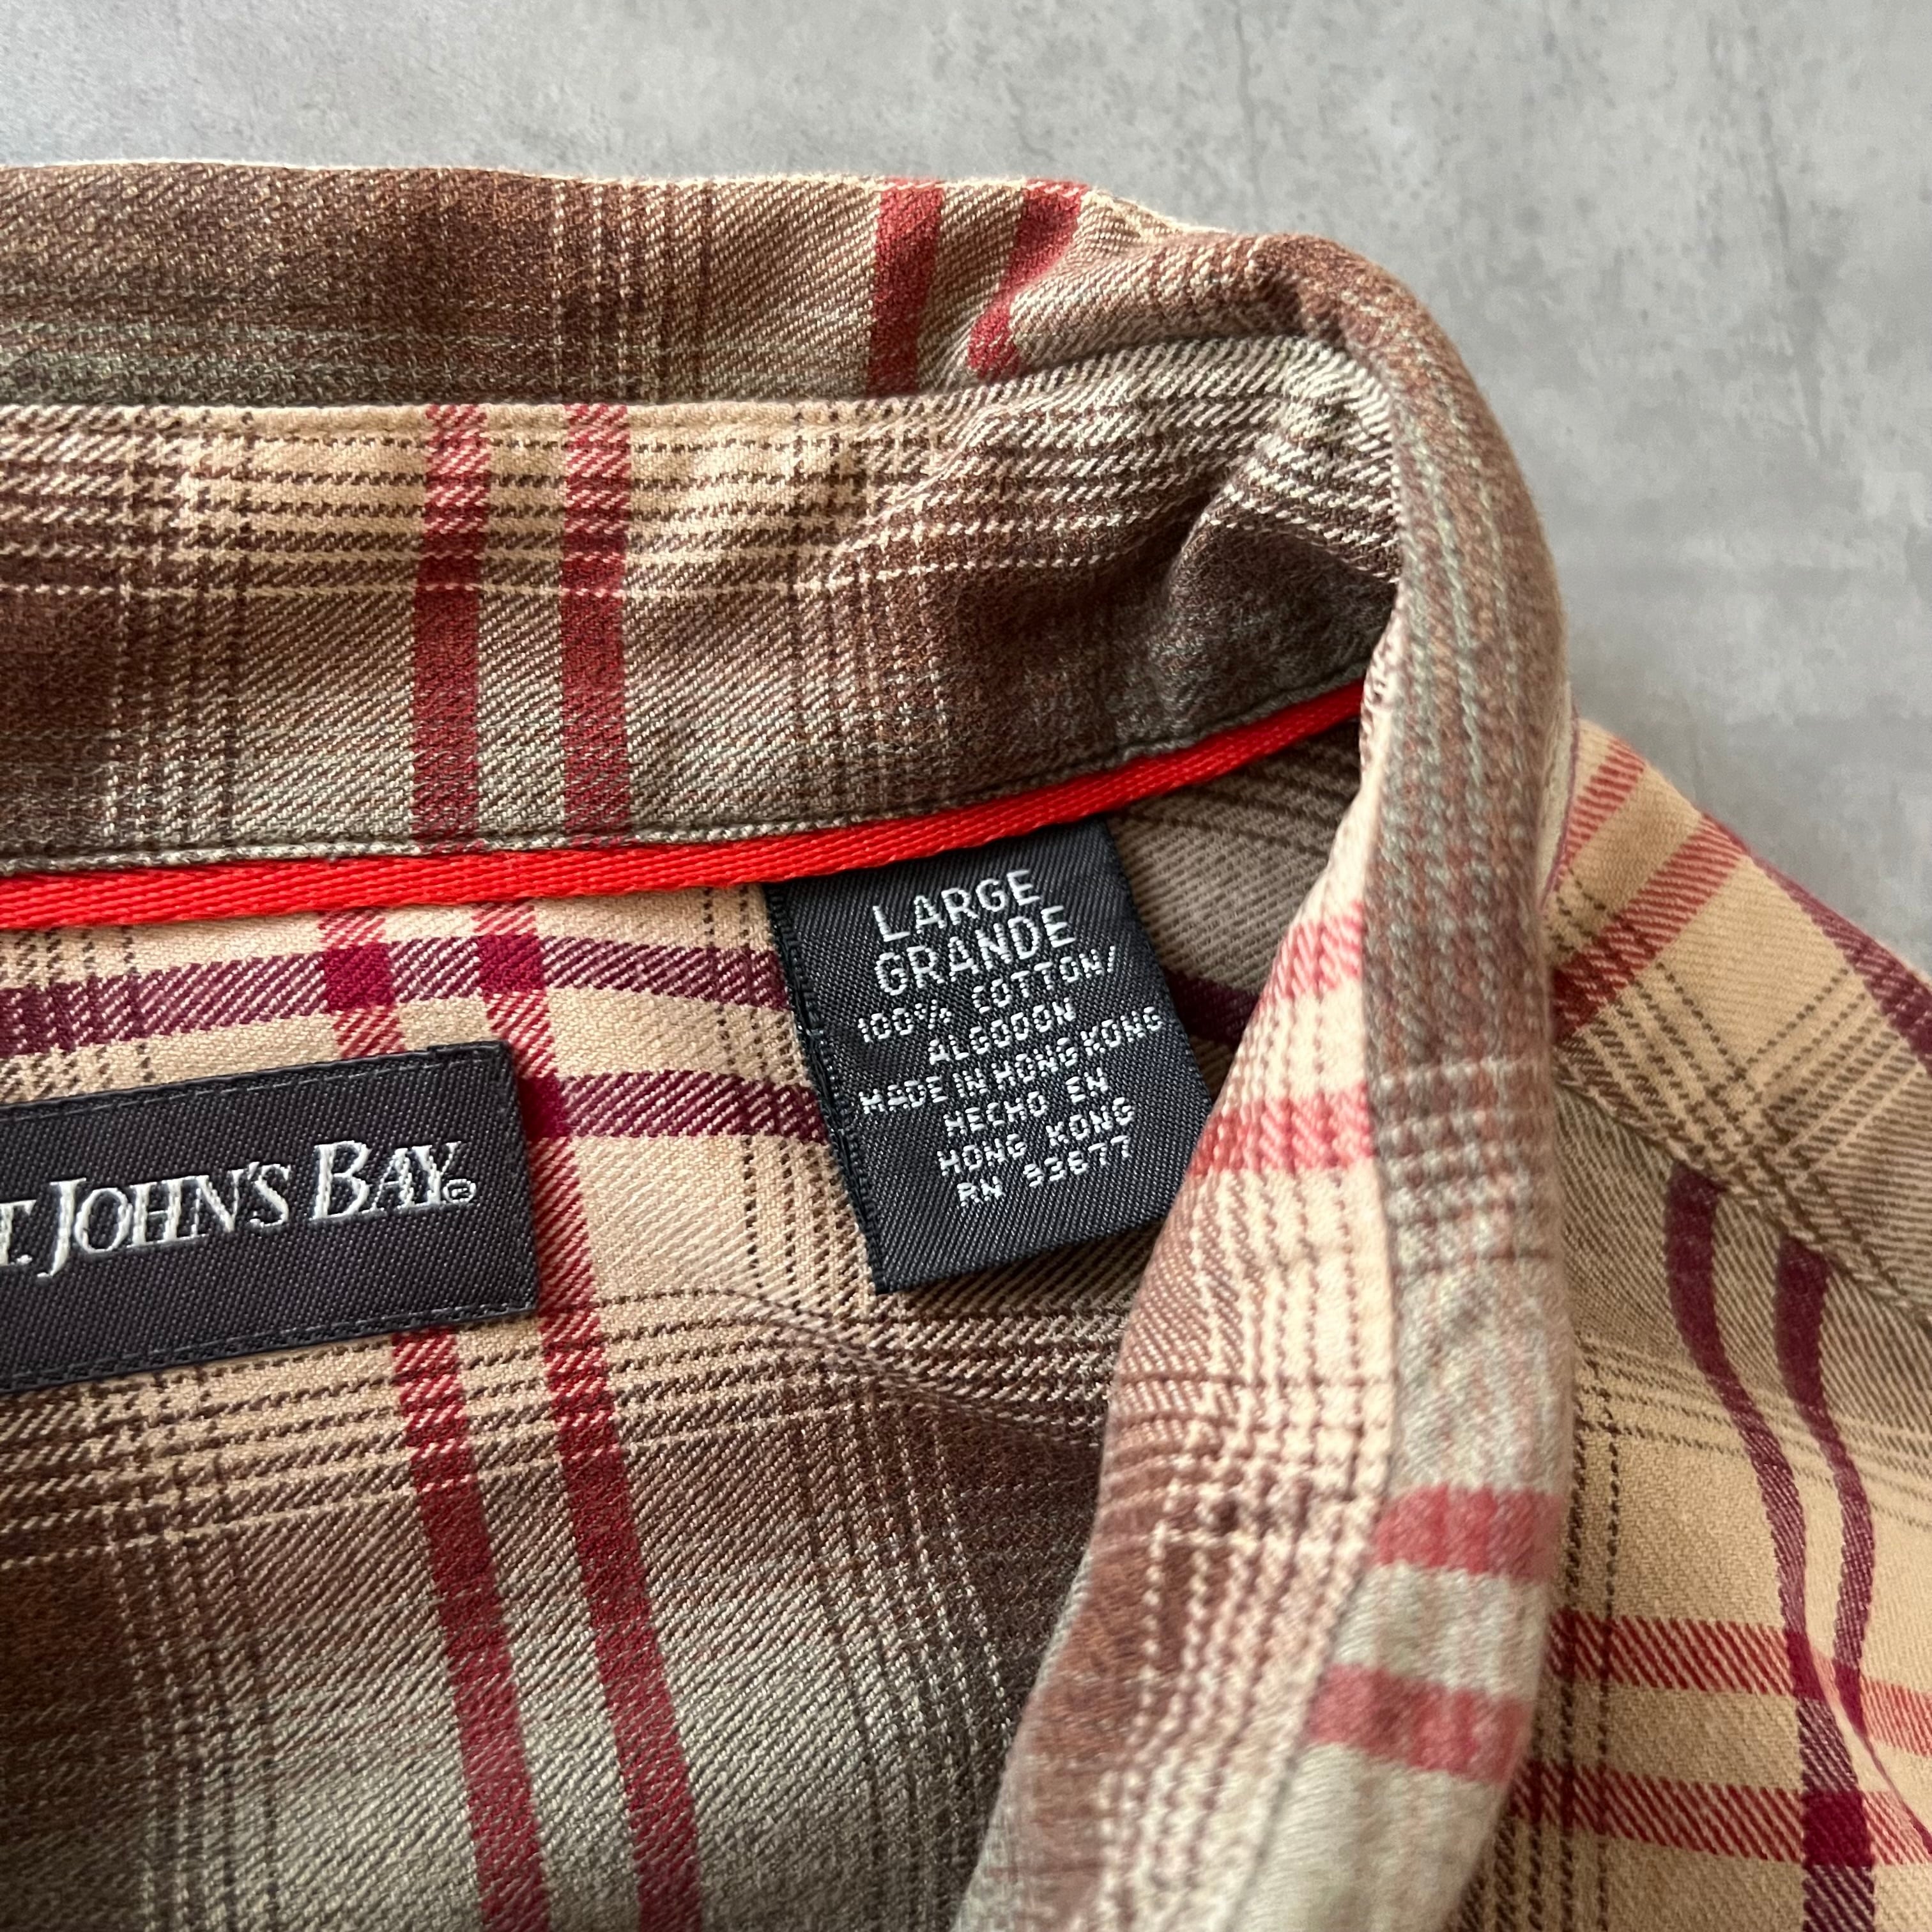 LARGE
GRANDE
100% COTTON/
ALGODON
MADE IN HONG KONG
HECHO EN
HONG KONG
RN 93677
T. JOHN'S BAY®